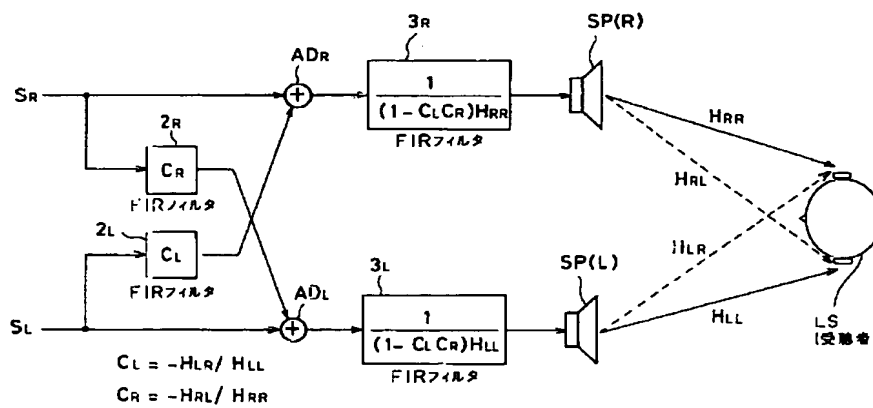 3R
SP(R)
ADR
SR
1
(1-CLCR)HRR
FIRフィルタ
HRR
2R
CR
FIRフィルタ
HRL
2L
CL
FIRフィルタ
HLR
3L
SP(L)
ADL
SL
1
(1-CLCR)HLL
FIRフィルタ
HLL
LS
(受聴者)
CL = -HLR/HLL
CR = -HRL/HRR